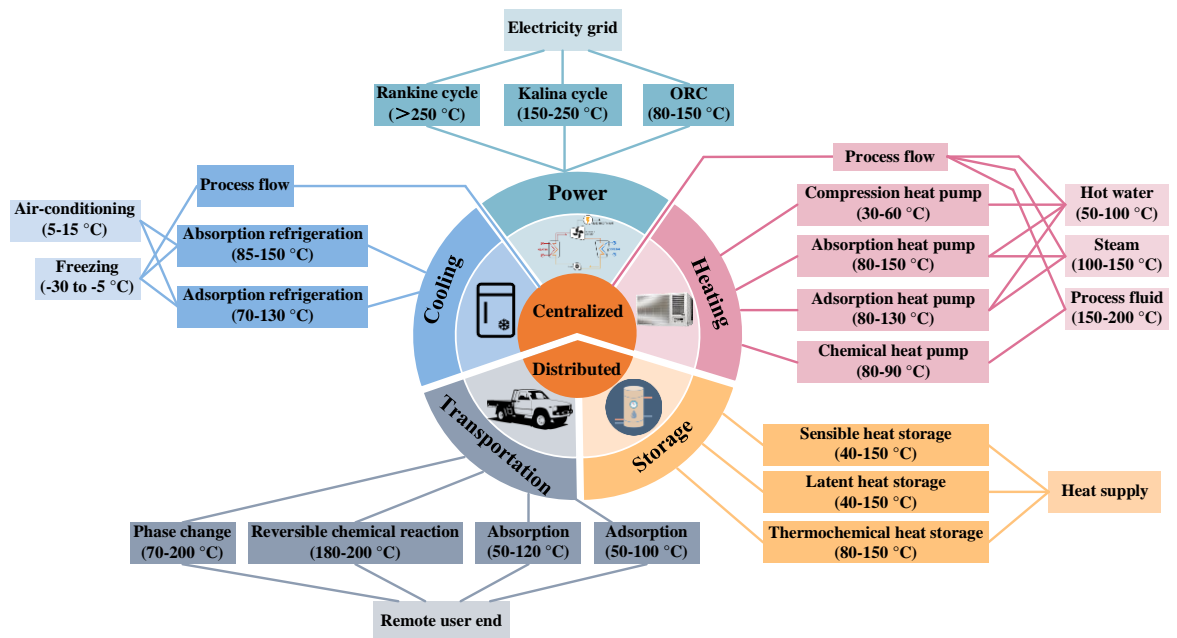 Electricity grid
Rankine cycle
(＞250 °C)
Kalina cycle
(150-250 °C)
ORC
(80-150 °C)
Power
Process flow
Air-conditioning
(5-15 °C)
Freezing
(-30 to -5 °C)
Absorption refrigeration
(85-150 °C)
Adsorption refrigeration
(70-130 °C)
Cooling
Process flow
Compression heat pump
(30-60 °C)
Absorption heat pump
(80-150 °C)
Adsorption heat pump
(80-130 °C)
Chemical heat pump
(80-90 °C)
Hot water
(50-100 °C)
Steam
(100-150 °C)
Process fluid
(150-200 °C)
Heating
Centralized
Distributed
Transportation
Storage
Sensible heat storage
(40-150 °C)
Latent heat storage
(40-150 °C)
Thermochemical heat storage
(80-150 °C)
Heat supply
Phase change
(70-200 °C)
Reversible chemical reaction
(180-200 °C)
Absorption
(50-120 °C)
Adsorption
(50-100 °C)
Remote user end